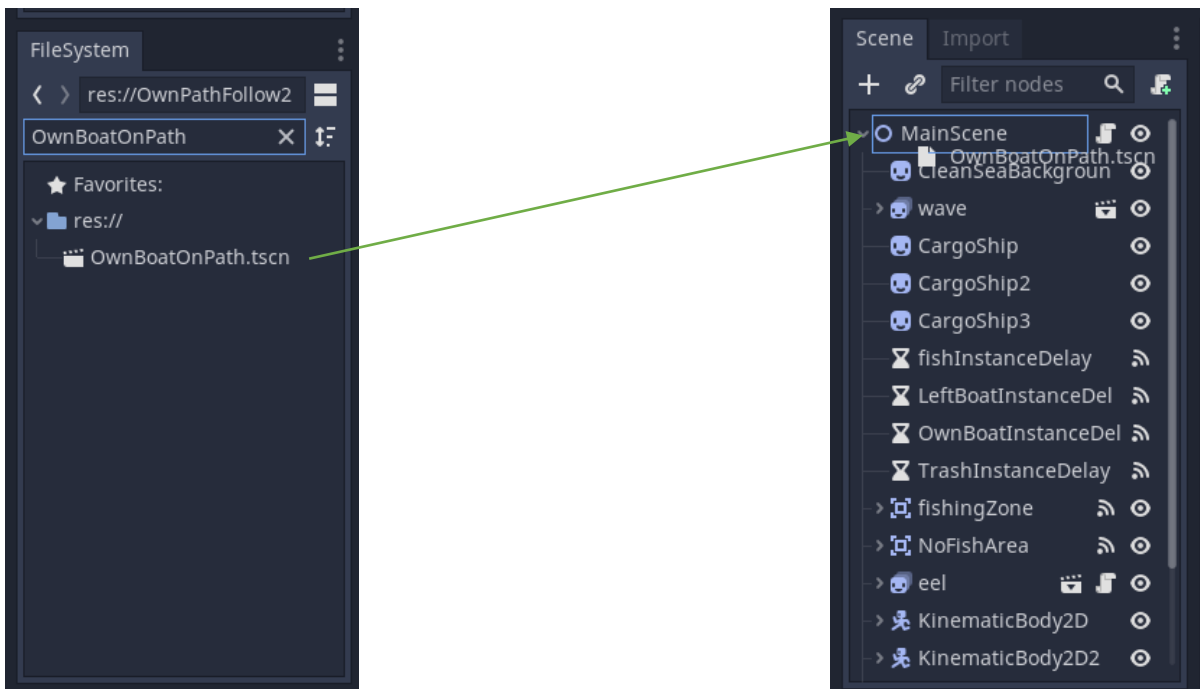 FileSystem
res://OwnPathFollow2
OwnBoatOnPath
Favorites:
res://
OwnBoatOnPath.tscn
Scene Import
Filter nodes
MainScene
OwnBoatOnPath.tscn
CleanSeaBackgroun
wave
CargoShip
CargoShip2
CargoShip3
fishInstanceDelay
LeftBoatInstanceDel
OwnBoatInstanceDel
TrashInstanceDelay
fishingZone
NoFishArea
eel
KinematicBody2D
KinematicBody2D2